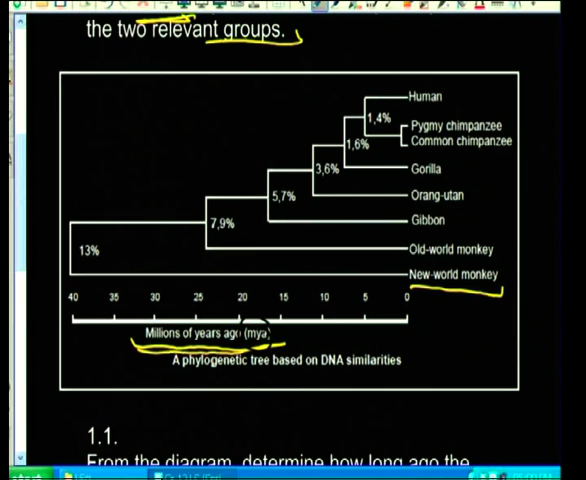 the two relevant groups.
Human
1,4%
Pygmy chimpanzee
Common chimpanzee
1,6%
Gorilla
3,6%
Orang-utan
5,7%
Gibbon
7,9%
Old-world monkey
13%
New-world monkey
40 35 30 25 20 15 10 5 0
Millions of years ago (mya)
A phylogenetic tree based on DNA similarities
1.1.
From the diagram, determine how long ago the